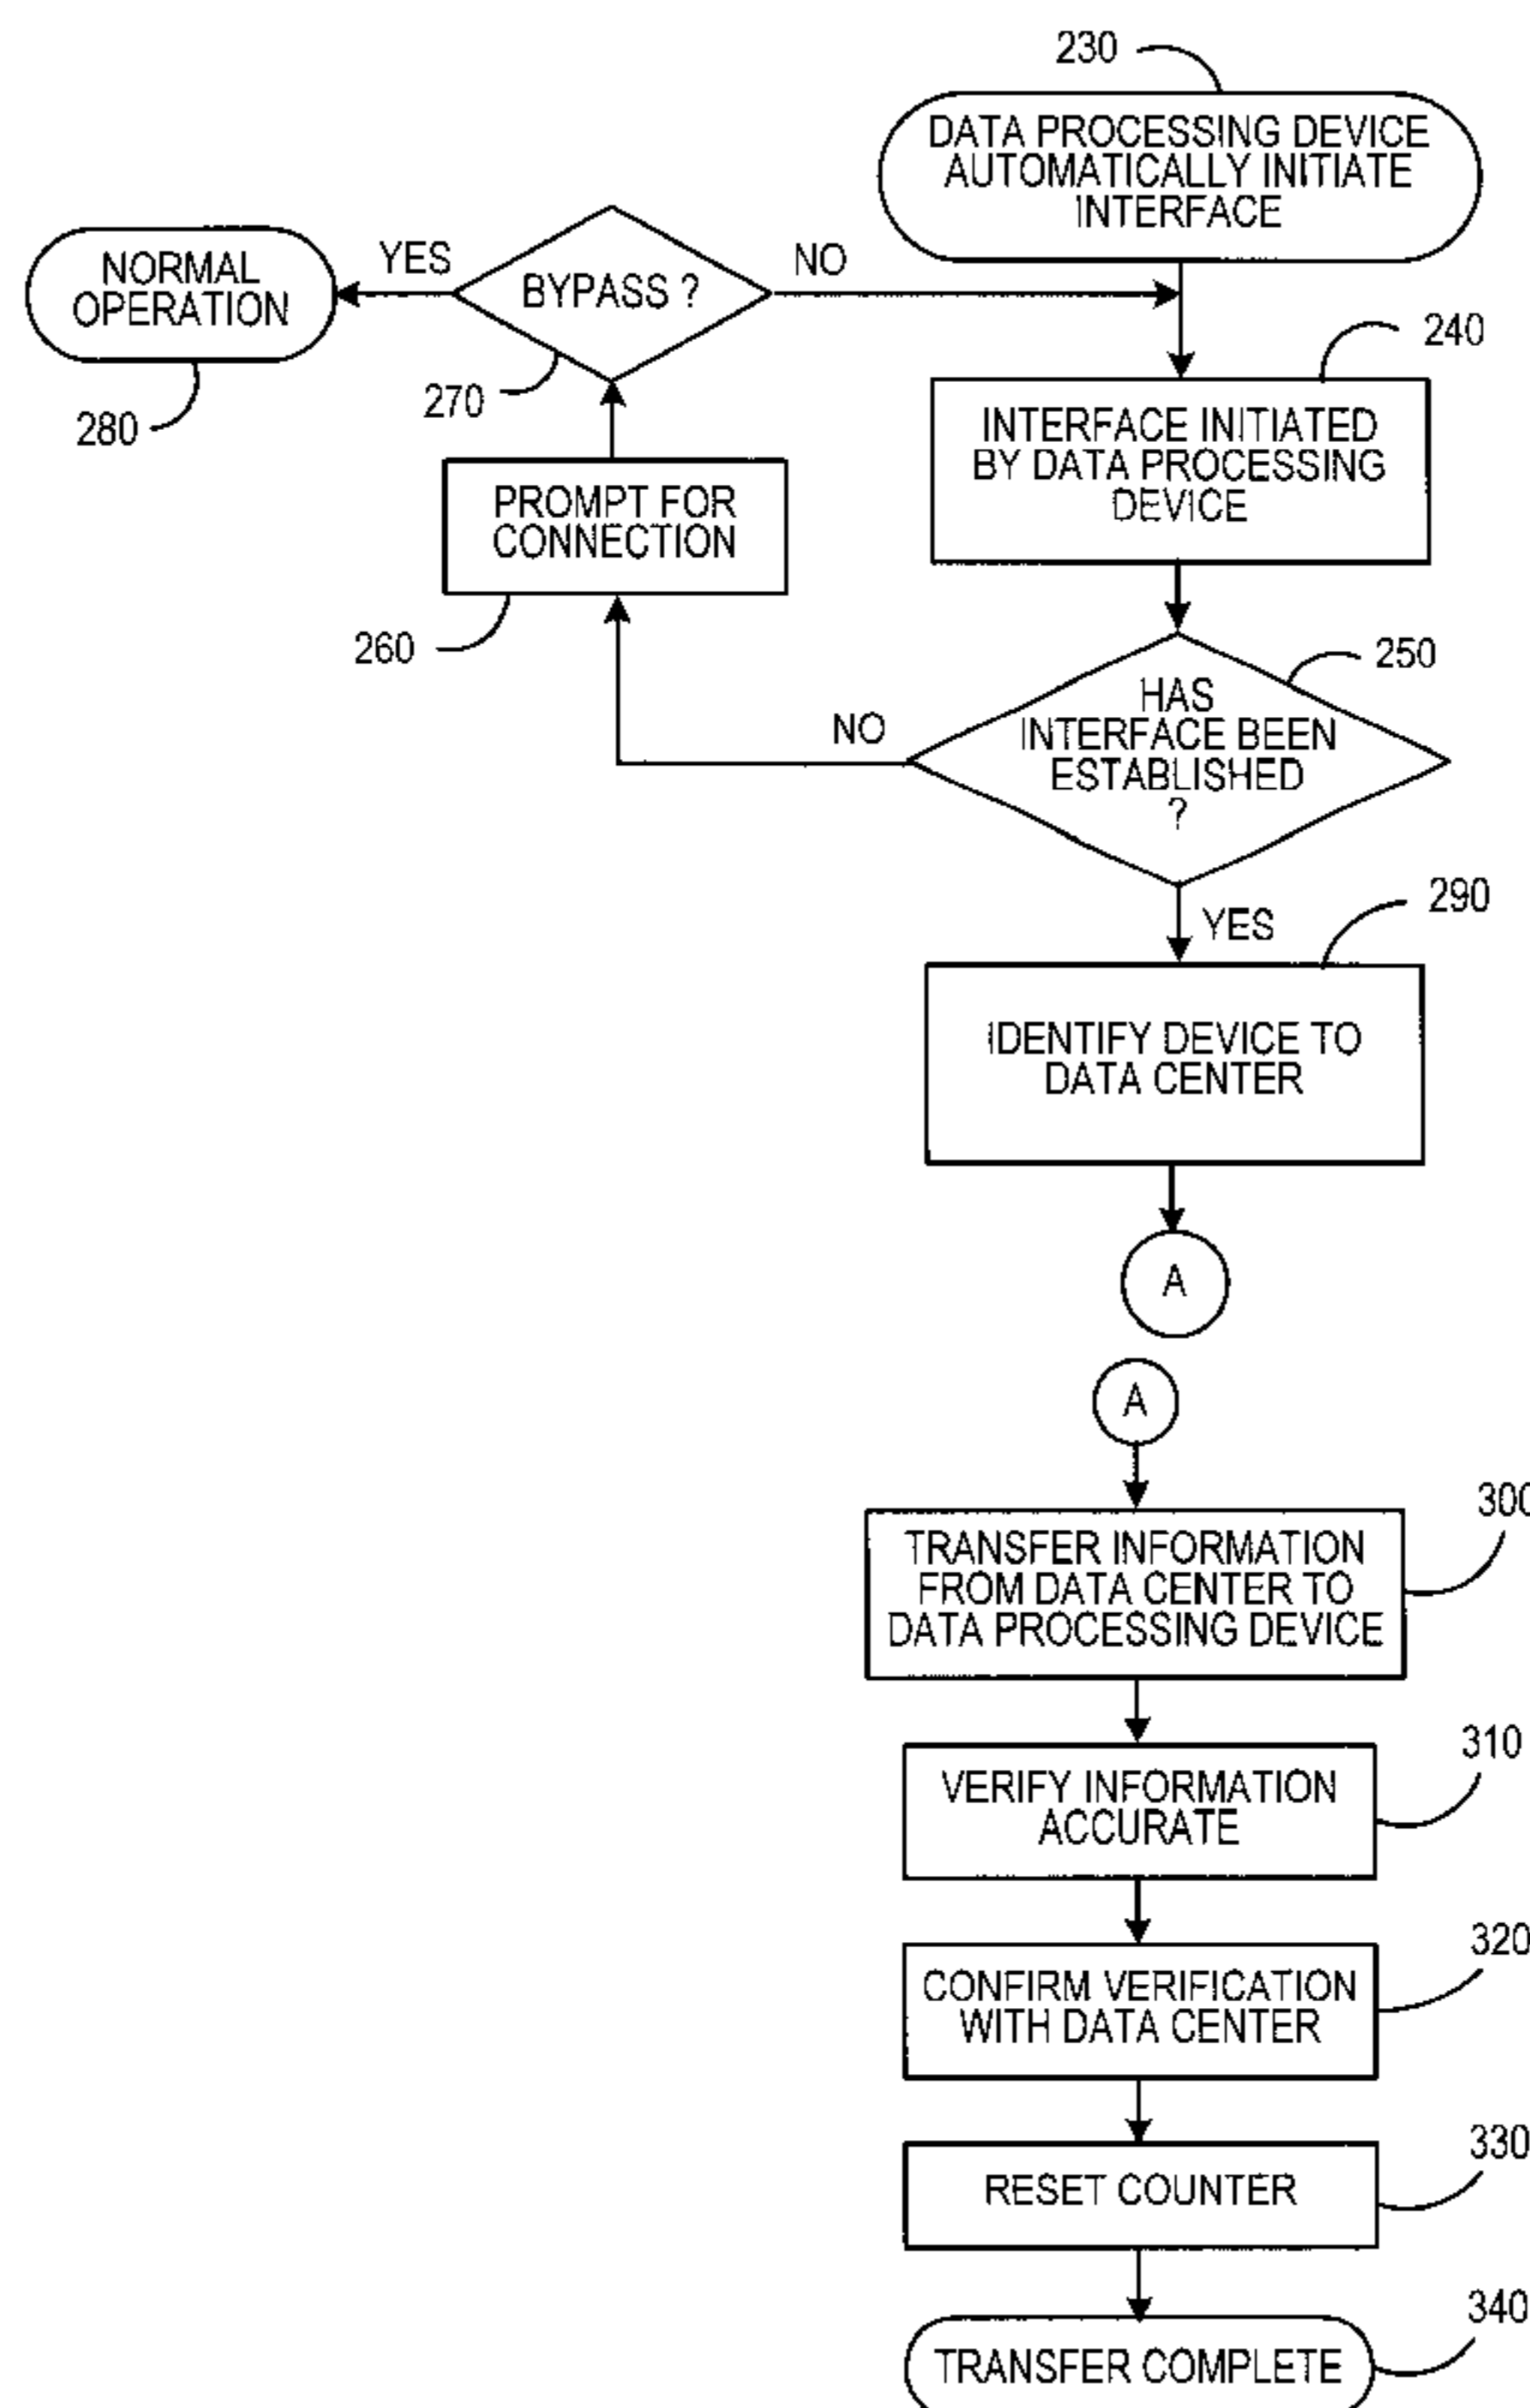 230
DATA PROCESSING DEVICE
AUTOMATICALLY INITIATE
INTERFACE
NORMAL
OPERATION
YES
BYPASS ?
NO
280
270
240
INTERFACE INITIATED
BY DATA PROCESSING
DEVICE
PROMPT FOR
CONNECTION
260
250
HAS
INTERFACE BEEN
ESTABLISHED
?
NO
YES
290
IDENTIFY DEVICE TO
DATA CENTER
A
A
300
TRANSFER INFORMATION
FROM DATA CENTER TO
DATA PROCESSING DEVICE
310
VERIFY INFORMATION
ACCURATE
320
CONFIRM VERIFICATION
WITH DATA CENTER
330
RESET COUNTER
340
TRANSFER COMPLETE